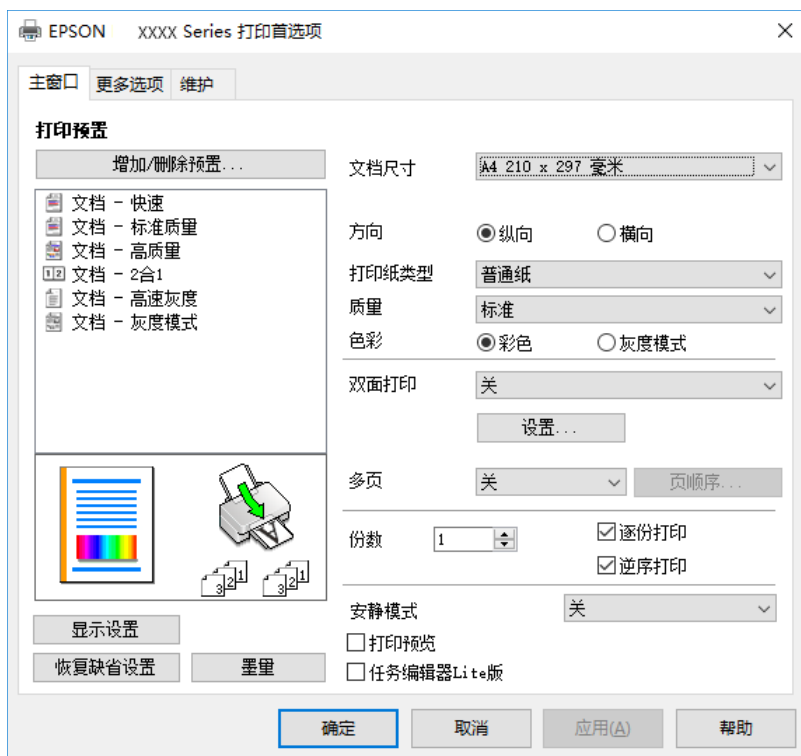 EPSON XXXX Series 打印首选项
主窗口 更多选项 维护
打印预置
增加/删除预置...
文档 - 快速
文档 - 标准质量
文档 - 高质量
1 2 文档 - 2合1
文档 - 高速灰度
文档 - 灰度模式
3 2 1 3 2 1
显示设置
恢复缺省设置 墨量
文档尺寸 A4 210 x 297 毫米
方向 纵向 横向
打印纸类型 普通纸
质量 标准
色彩 彩色 灰度模式
双面打印 关
设置...
多页 关 页顺序...
份数 1 逐份打印
逆序打印
安静模式 关
打印预览
任务编辑器Lite版
确定 取消 应用(A) 帮助